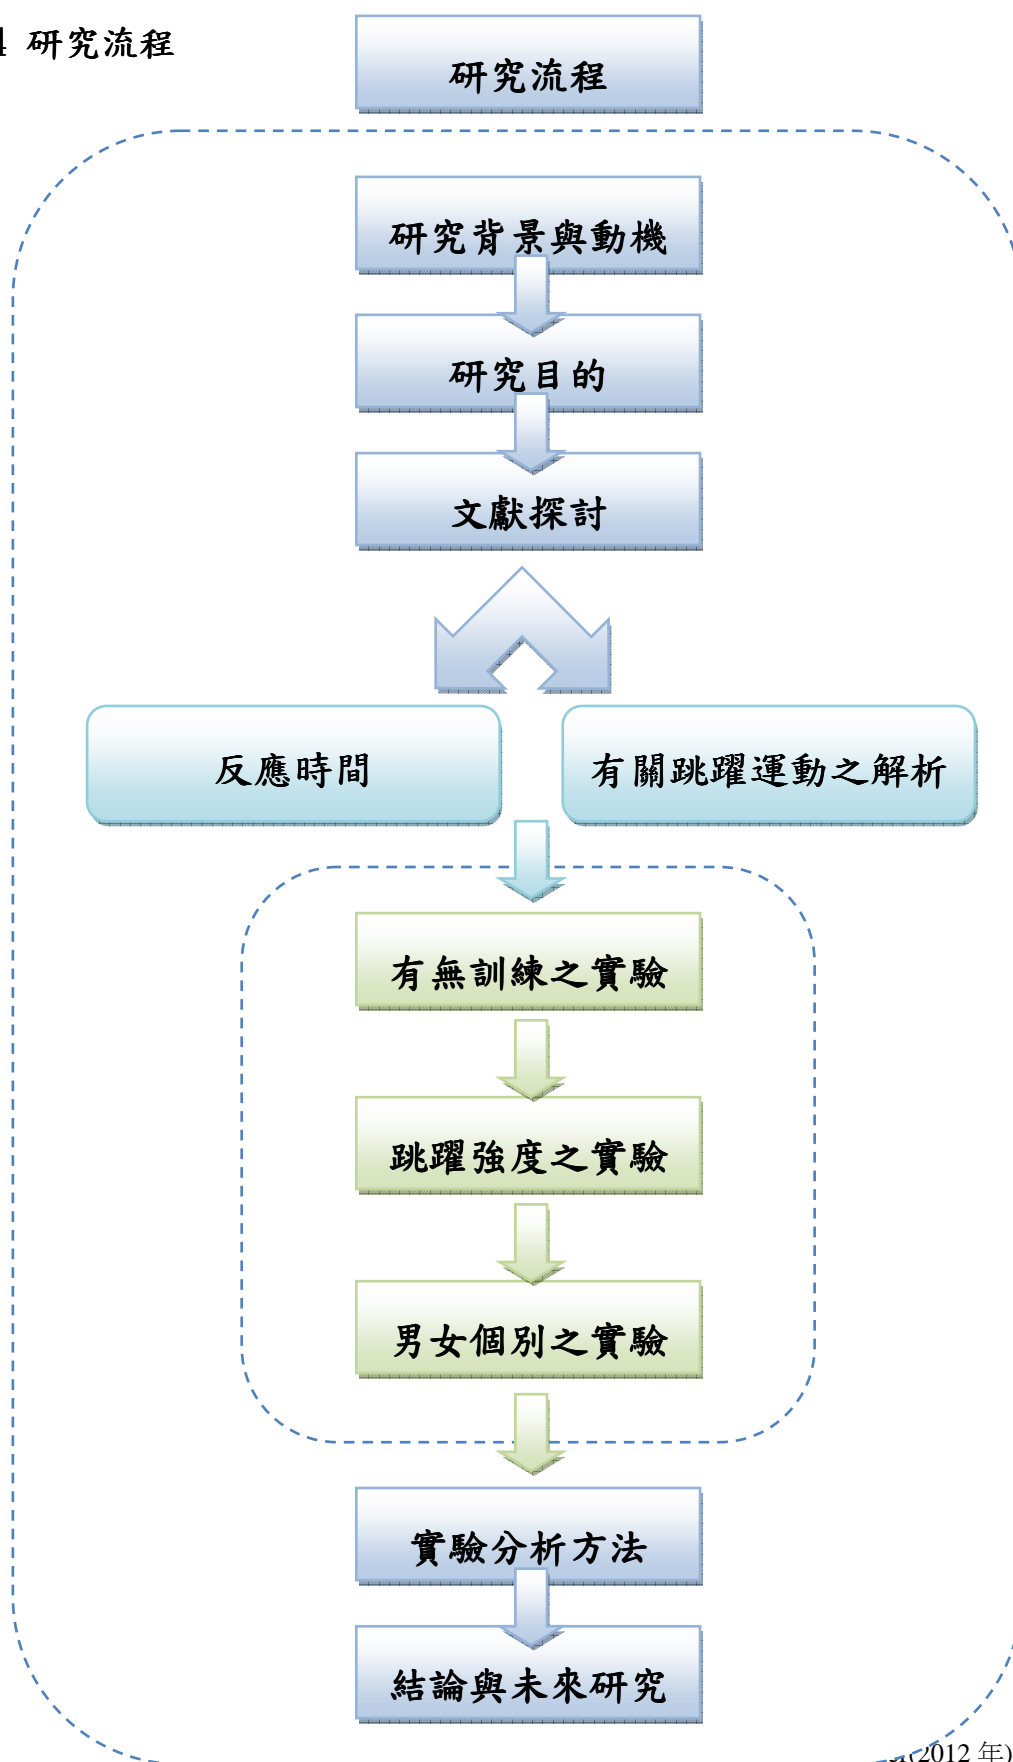 4 研究流程
研究流程
研究背景與動機
研究目的
文獻探討
反應時間
有關跳躍運動之解析
有無訓練之實驗
跳躍強度之實驗
男女個別之實驗
實驗分析方法
結論與未來研究
(2012 年)